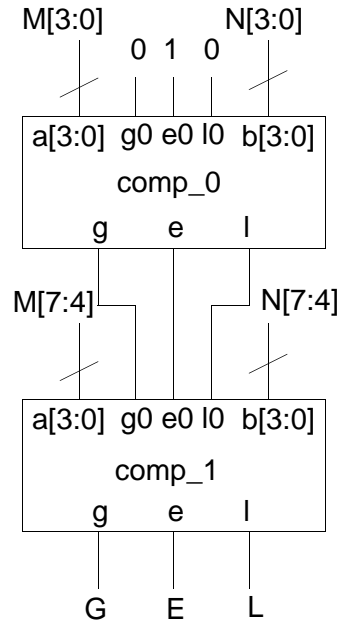 M[3:0] N[3:0]
0 1 0
a[3:0] g0 e0 l0 b[3:0]
comp_0
g e l
M[7:4] N[7:4]
a[3:0] g0 e0 l0 b[3:0]
comp_1
g e l
G E L